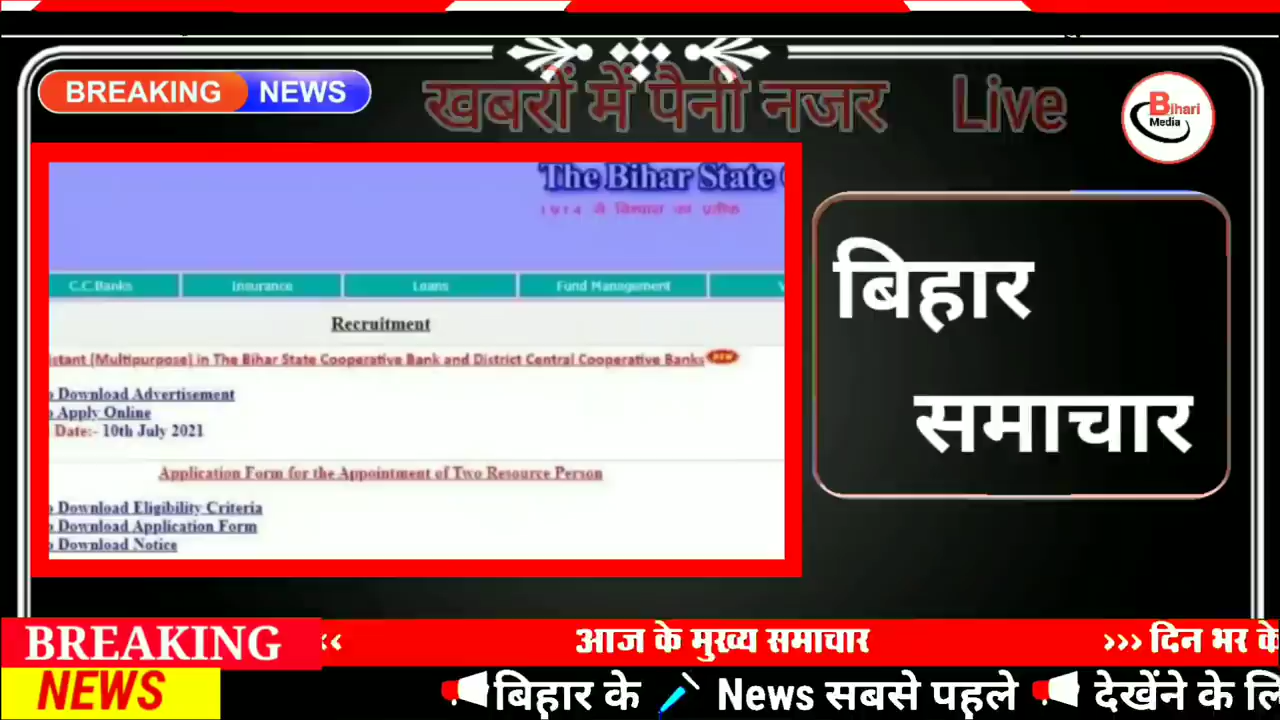 BREAKING NEWS
खबरों में पैनी नजर Live
Bihari
Media
The Bihar State
1914 से विश्वास का प्रतीक
C.C.Banks Insurance Loans Fund Management
Recruitment
istant (Multipurpose) in The Bihar State Cooperative Bank and District Central Cooperative Banks NEW
Download Advertisement
Apply Online
Date:- 10th July 2021
Application Form for the Appointment of Two Resource Person
Download Eligibility Criteria
Download Application Form
Download Notice
बिहार
समाचार
BREAKING
NEWS
‹‹ आज के मुख्य समाचार ››› दिन भर के
बिहार के News सबसे पहले देखेंने के लि